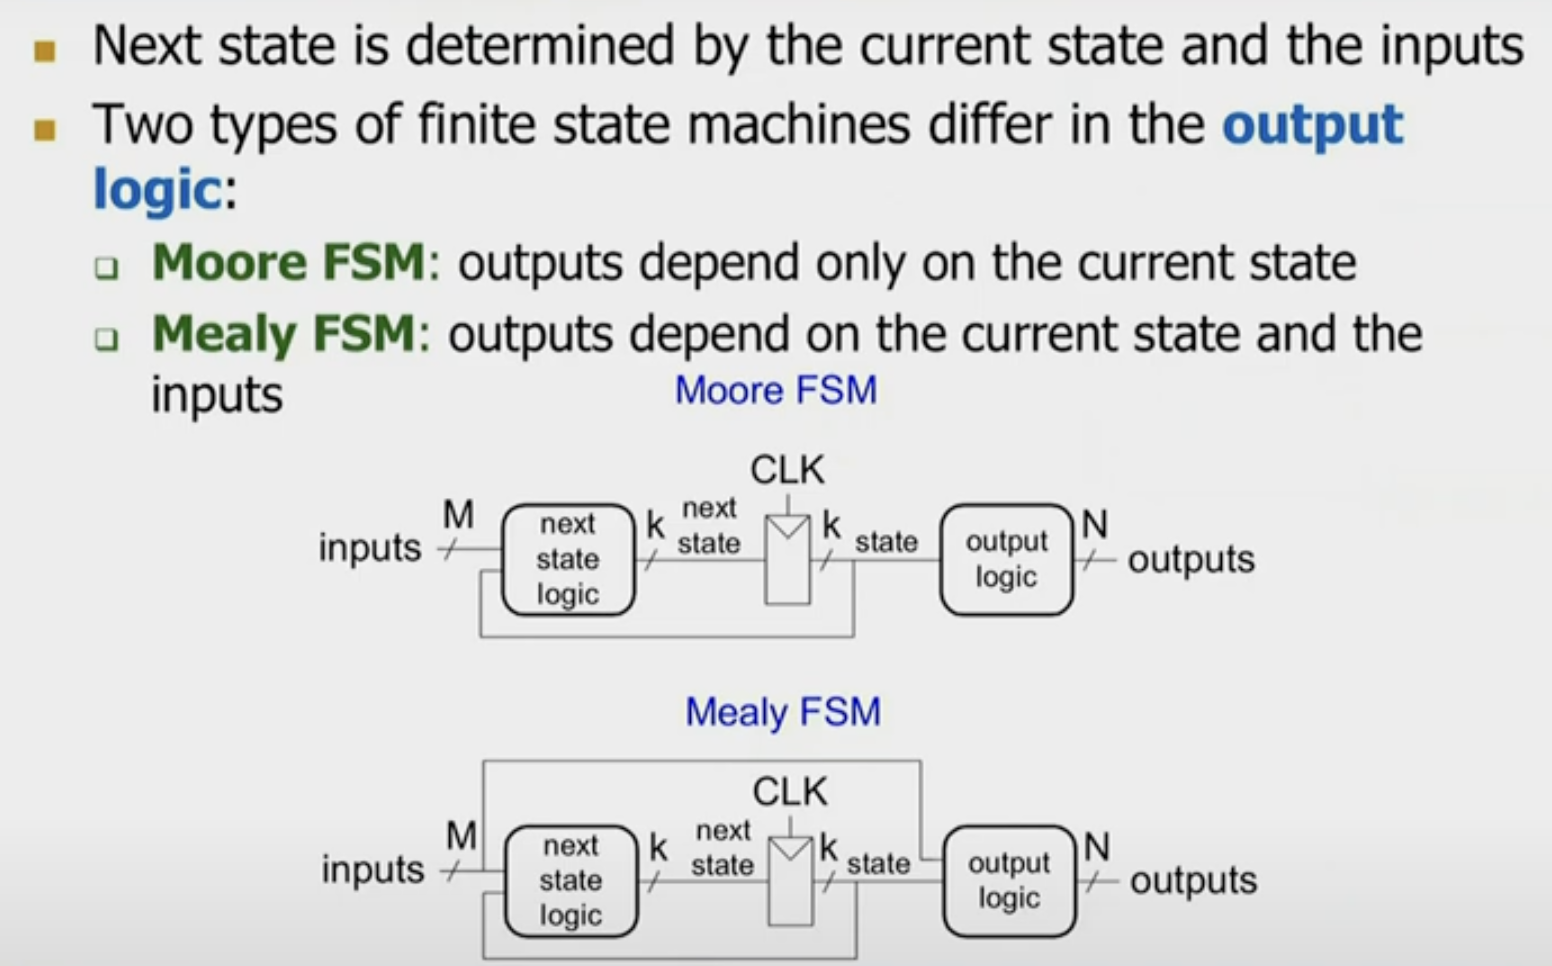 Next state is determined by the current state and the inputs
Two types of finite state machines differ in the output
logic:
Moore FSM: outputs depend only on the current state
Mealy FSM: outputs depend on the current state and the
inputs
Moore FSM
CLK
M
next
k
next
k
N
inputs
state
state
state
output
outputs
logic
logic
Mealy FSM
CLK
M
next
k
next
k
N
inputs
state
state
state
output
outputs
logic
logic